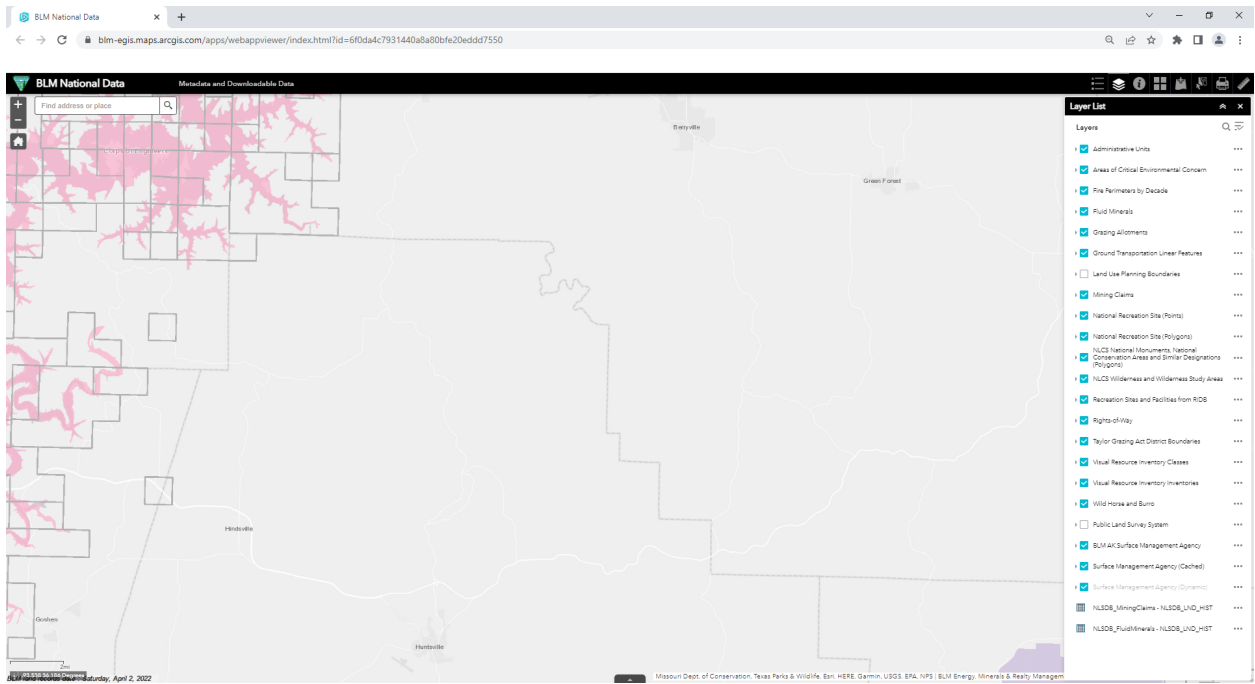 BLM National Data
blm-egis.maps.arcgis.com/apps/webappviewer/index.html?id=6f0da4c7931440a8a80bfe20eddd7550
BLM National Data
Metadata and Downloadable Data
Find address or place
Layer List
Layers
Administrative Units
Areas of Critical Environmental Concern
Fire Perimeters by Decade
Fluid Minerals
Grazing Allotments
Ground Transportation Linear Features
Land Use Planning Boundaries
Mining Claims
National Recreation Site (Points)
National Recreation Site (Polygons)
NLCS National Monuments, National
Conservation Areas and Similar Designations
(Polygons)
NLCS Wilderness and Wilderness Study Areas
Recreation Sites and Facilities from RIDB
Rights-of-Way
Taylor Grazing Act District Boundaries
Visual Resource Inventory Classes
Visual Resource Inventory Inventories
Wild Horse and Burro
Public Land Survey System
BLM AK Surface Management Agency
Surface Management Agency (Cached)
Surface Management Agency (Dynamic)
NLSDB_MiningClaims - NLSDB_LND_HIST
NLSDB_FluidMinerals - NLSDB_LND_HIST
Berryville
Green Forest
Hindsville
Goshen
Huntsville
2mi
Saturday, April 2, 2022
Missouri Dept. of Conservation, Texas Parks & Wildlife, Esri, HERE, Garmin, USGS, EPA, NPS | BLM Energy, Minerals & Realty Managem